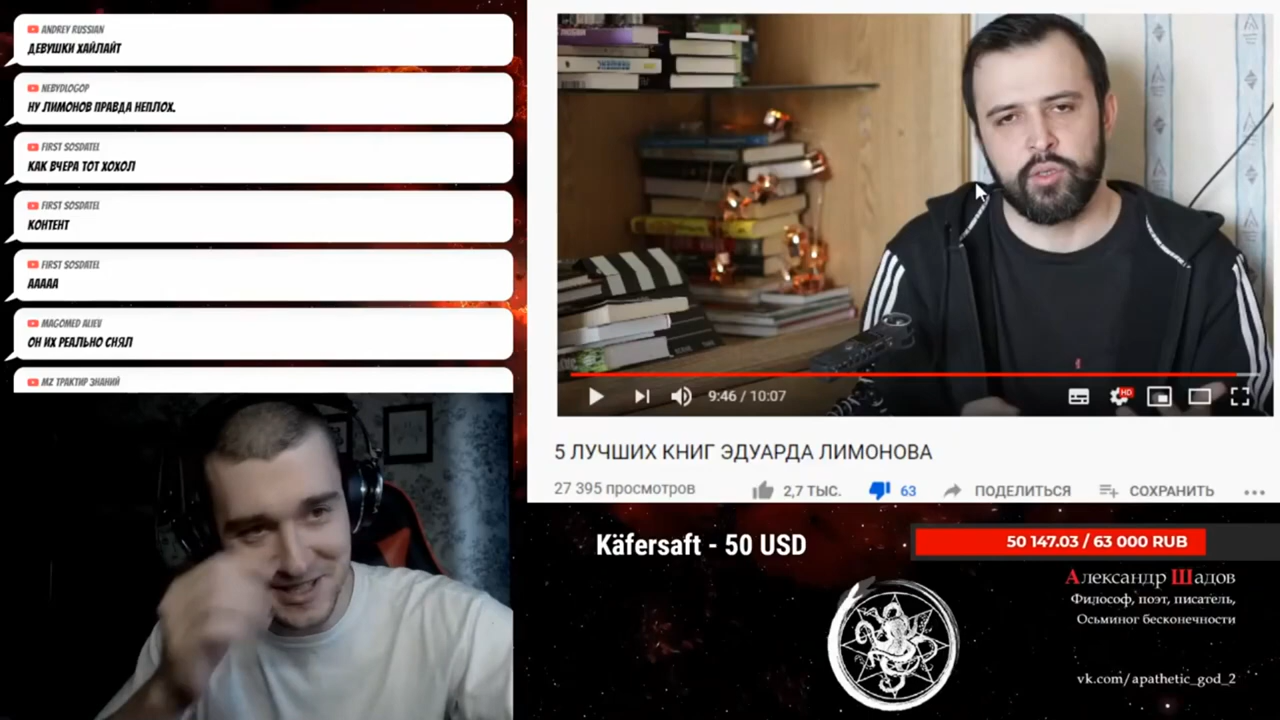 ANDREY RUSSIAN
ДЕВУШКИ ХАЙЛАЙТ
NEBYDLOGOP
НУ ЛИМОНОВ ПРАВДА НЕПЛОХ.
FIRST SOSDATEL
КАК ВЧЕРА ТОТ ХОХОЛ
FIRST SOSDATEL
КОНТЕНТ
FIRST SOSDATEL
ААААА
MAGOMED ALIEV
ОН ИХ РЕАЛЬНО СНЯЛ
MZ ТРАКТИР ЗНАНИЙ
9:46 / 10:07
HD
5 ЛУЧШИХ КНИГ ЭДУАРДА ЛИМОНОВА
27 395 просмотров
2,7 ТЫС.
63
ПОДЕЛИТЬСЯ
СОХРАНИТЬ
Käfersaft - 50 USD
50 147.03 / 63 000 RUB
Александр Шадов
Философ, поэт, писатель,
Осьминог бесконечности
vk.com/apathetic_god_2